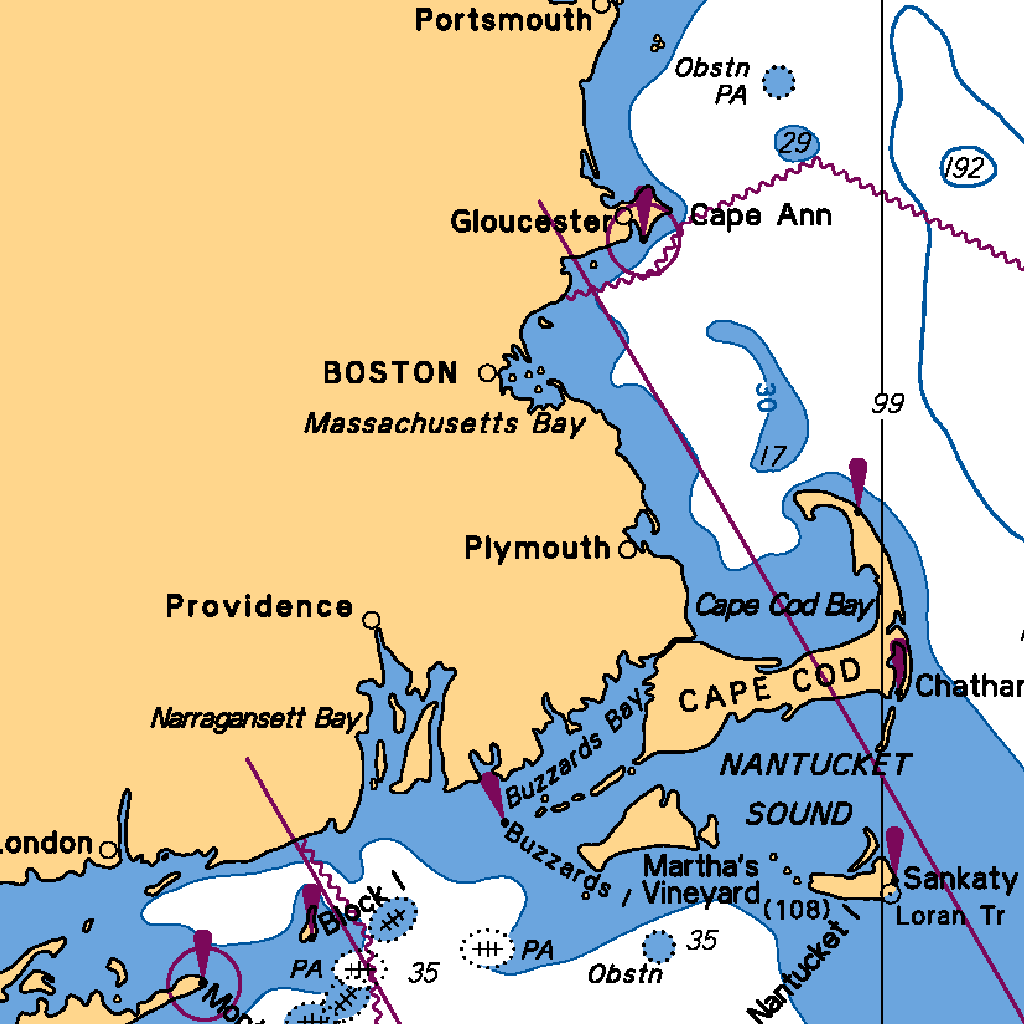 Portsmouth
Obstn
PA
29
192
Gloucester
Cape Ann
BOSTON
30
99
Massachusetts Bay
17
Plymouth
Providence
Cape Cod Bay
CAPE COD
Narragansett Bay
Buzzards Bay
NANTUCKET
SOUND
Buzzards
Martha's
Vineyard
(108)
Sankaty
Loran Tr
Block
PA
35
PA
35
Obstn
Nantucket